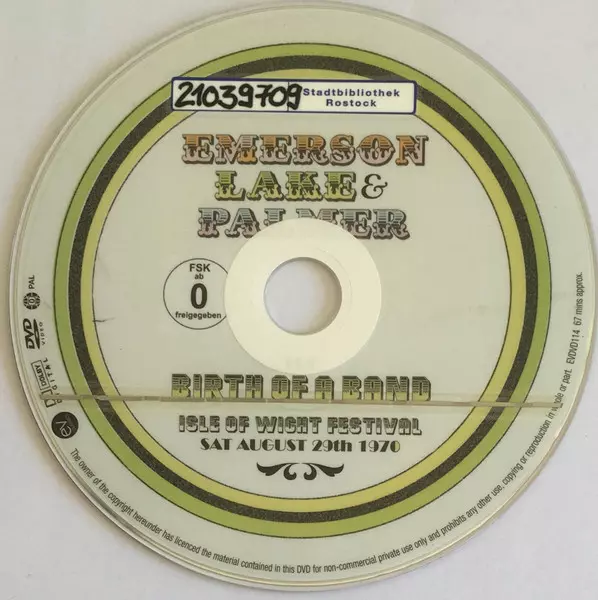 21039709
Stadtbibliothek
Rostock
EMERSON
LAKE &
PALMER
FSK
ab
0
freigegeben
BIRTH OF A BAND
ISLE OF WIGHT FESTIVAL
SAT AUGUST 29th 1970
PAL
0
DVD
VIDEO
DOLBY
DIGITAL
The owner of the copyright hereunder has licenced the material contained in this DVD for non-commercial private use only and prohibits any other use, copying or reproduction in whole or part. EVDVD114 67 mins approx.